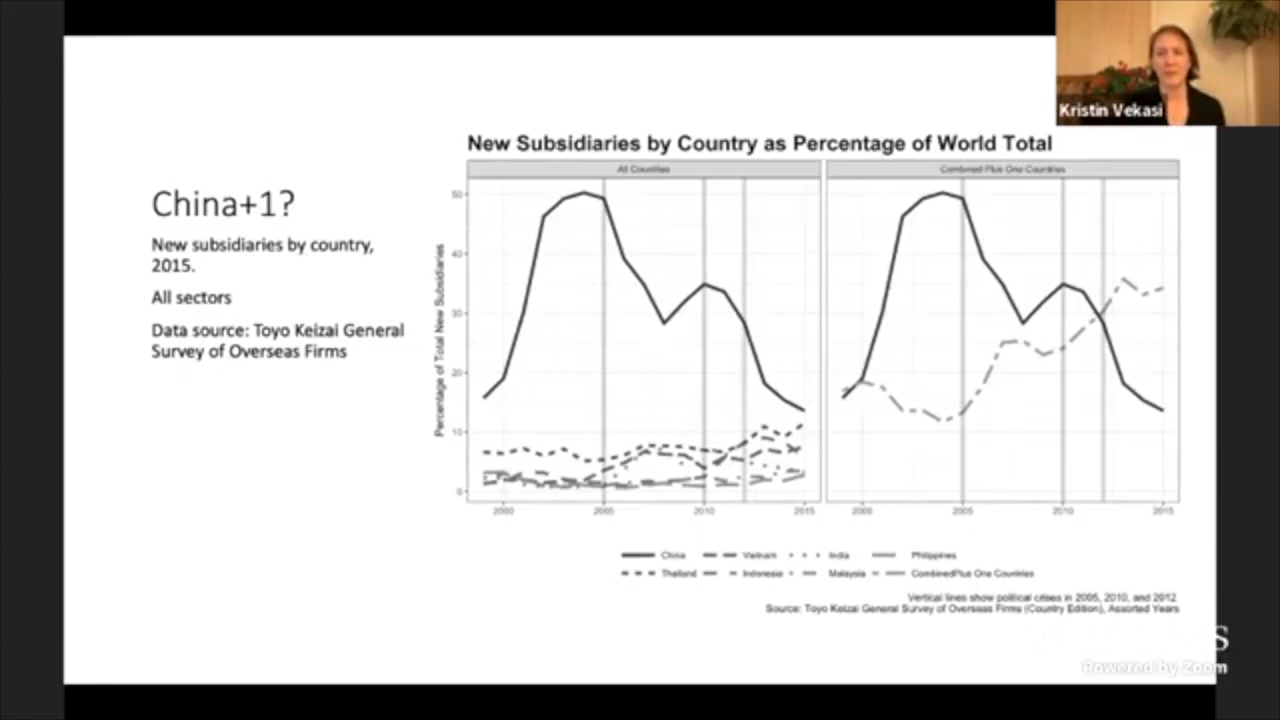 Kristin Vekasi
China+1?
New subsidiaries by country,
2015.
All sectors
Data source: Toyo Keizai General
Survey of Overseas Firms
New Subsidiaries by Country as Percentage of World Total
All Countries
Combined Plus One Countries
Percentage of Total New Subsidiaries
50
40
30
20
10
0
2000 2005 2010 2015
2000 2005 2010 2015
China Vietnam India Philippines
Thailand Indonesia Malaysia CombinedPlus One Countries
Vertical lines show political crises in 2005, 2010, and 2012
Source: Toyo Keizai General Survey of Overseas Firms (Country Edition), Assorted Years
Powered by Zoom